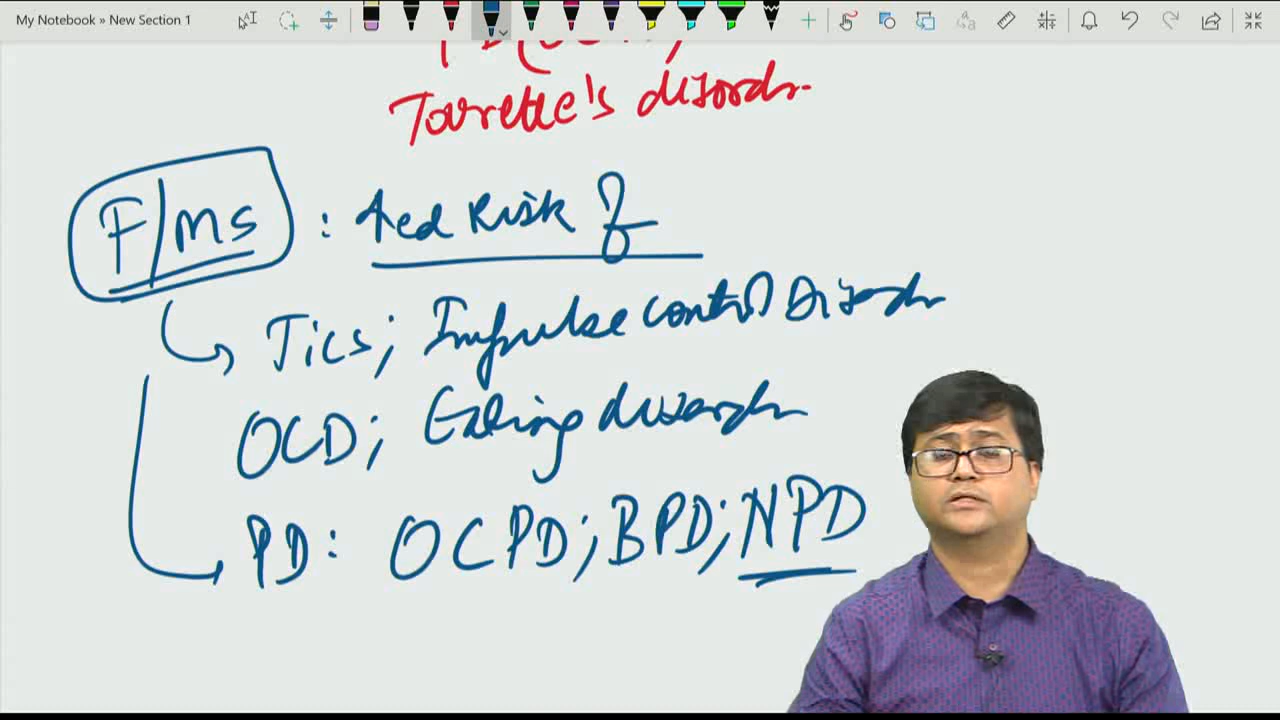 My Notebook » New Section 1
Tourette's disorder
F/ms : ↑ed Risk of
Tics; Impulse control Disorder
OCD; Eating disorder
PD: OCPD; BPD; NPD